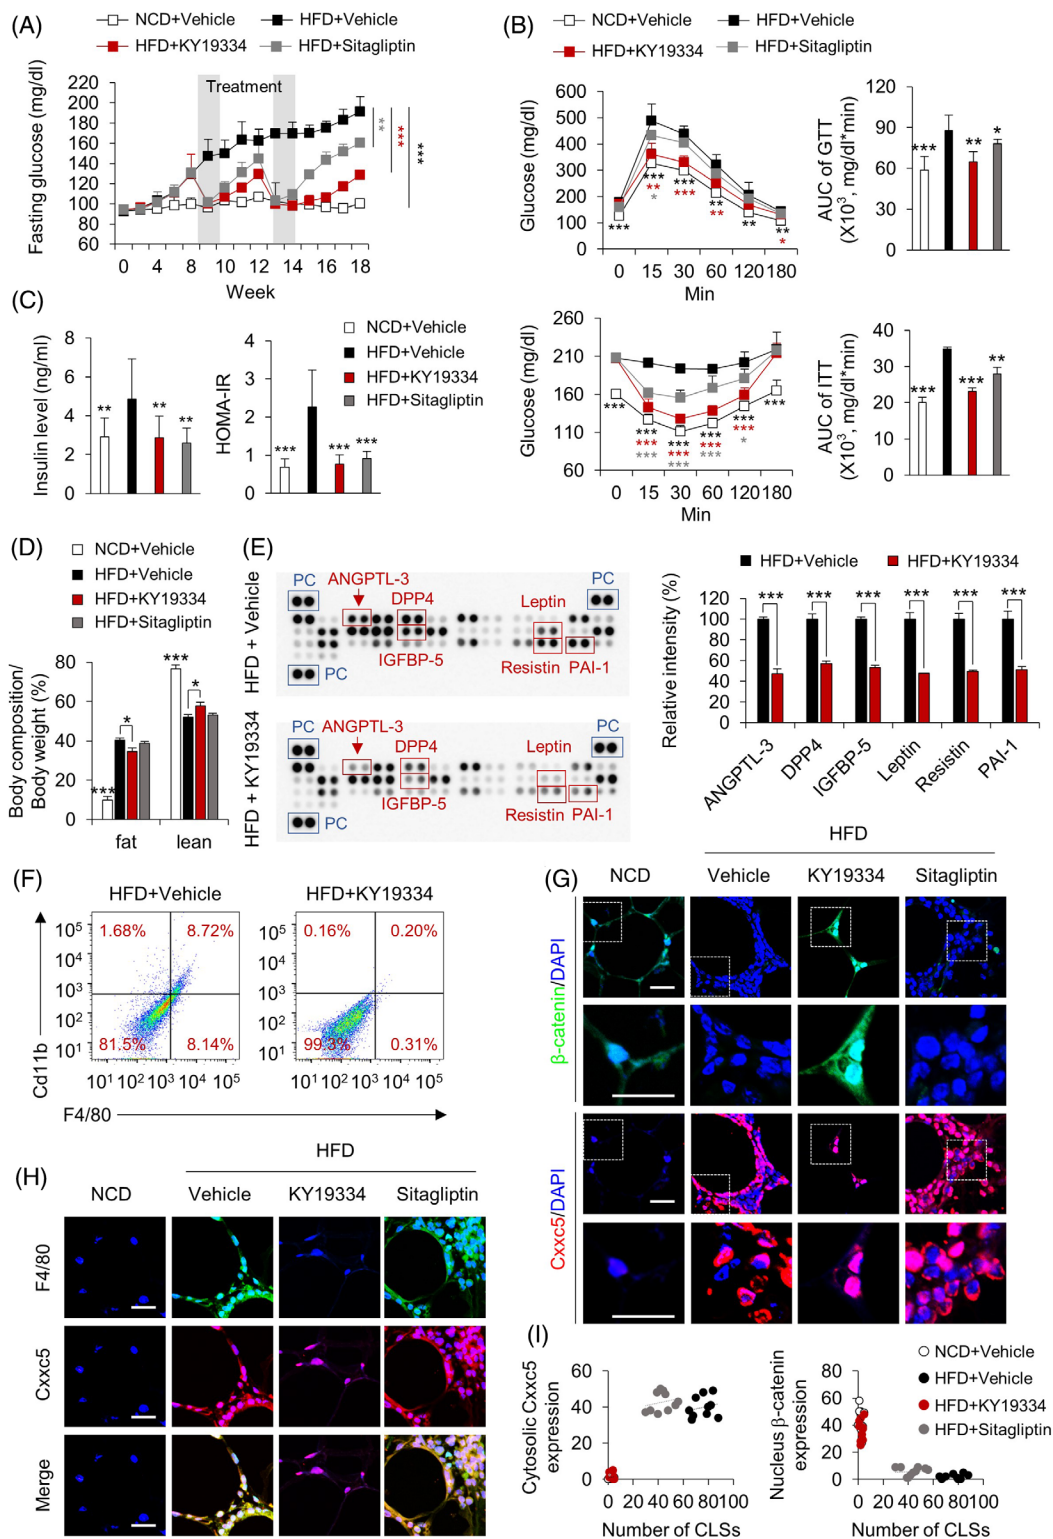 (A)
NCD+Vehicle
HFD+Vehicle
HFD+KY19334
HFD+Sitagliptin
Fasting glucose (mg/dl)
220
200
180
160
140
120
100
80
60
Treatment
**
***
***
0 4 8 10 12 14 16 18
Week
(B)
NCD+Vehicle
HFD+Vehicle
HFD+KY19334
HFD+Sitagliptin
Glucose (mg/dl)
600
500
400
300
200
100
0
***
***
**
*
***
***
**
**
**
**
*
0 15 30 60 120 180
Min
AUC of GTT
(X10³, mg/dl*min)
120
90
60
30
0
***
**
*
Glucose (mg/dl)
260
210
160
110
60
***
***
***
***
***
***
***
***
***
***
***
***
*
***
0 15 30 60 120 180
Min
AUC of ITT
(X10³, mg/dl*min)
40
30
20
10
0
***
***
**
(C)
NCD+Vehicle
HFD+Vehicle
HFD+KY19334
HFD+Sitagliptin
Insulin level (ng/ml)
8
6
4
2
0
**
**
**
HOMA-IR
4
3
2
1
0
***
***
***
(D)
NCD+Vehicle
HFD+Vehicle
HFD+KY19334
HFD+Sitagliptin
Body composition/
Body weight (%)
80
60
40
20
0
***
*
***
*
fat lean
(E)
HFD + Vehicle
PC
ANGPTL-3
DPP4
Leptin
PC
IGFBP-5
Resistin
PAI-1
PC
HFD + KY19334
PC
ANGPTL-3
DPP4
Leptin
PC
IGFBP-5
Resistin
PAI-1
PC
HFD+Vehicle
HFD+KY19334
Relative intensity (%)
120
100
80
60
40
20
0
*** *** *** *** *** ***
ANGPTL-3
DPP4
IGFBP-5
Leptin
Resistin
PAI-1
(F)
HFD+Vehicle
HFD+KY19334
Cd11b
10⁵
10⁴
10³
10²
10¹
1.68% 8.72%
81.5% 8.14%
10¹ 10² 10³ 10⁴ 10⁵
10⁵
10⁴
10³
10²
10¹
0.16% 0.20%
99.3% 0.31%
10¹ 10² 10³ 10⁴ 10⁵
F4/80
(G)
HFD
NCD Vehicle KY19334 Sitagliptin
β-catenin/DAPI
Cxxc5/DAPI
(H)
HFD
NCD Vehicle KY19334 Sitagliptin
F4/80
Cxxc5
Merge
(I)
Cytosolic Cxxc5
expression
60
40
20
0
0 20 40 60 80 100
Number of CLSs
Nucleus β-catenin
expression
80
60
40
20
0
0 20 40 60 80 100
Number of CLSs
NCD+Vehicle
HFD+Vehicle
HFD+KY19334
HFD+Sitagliptin